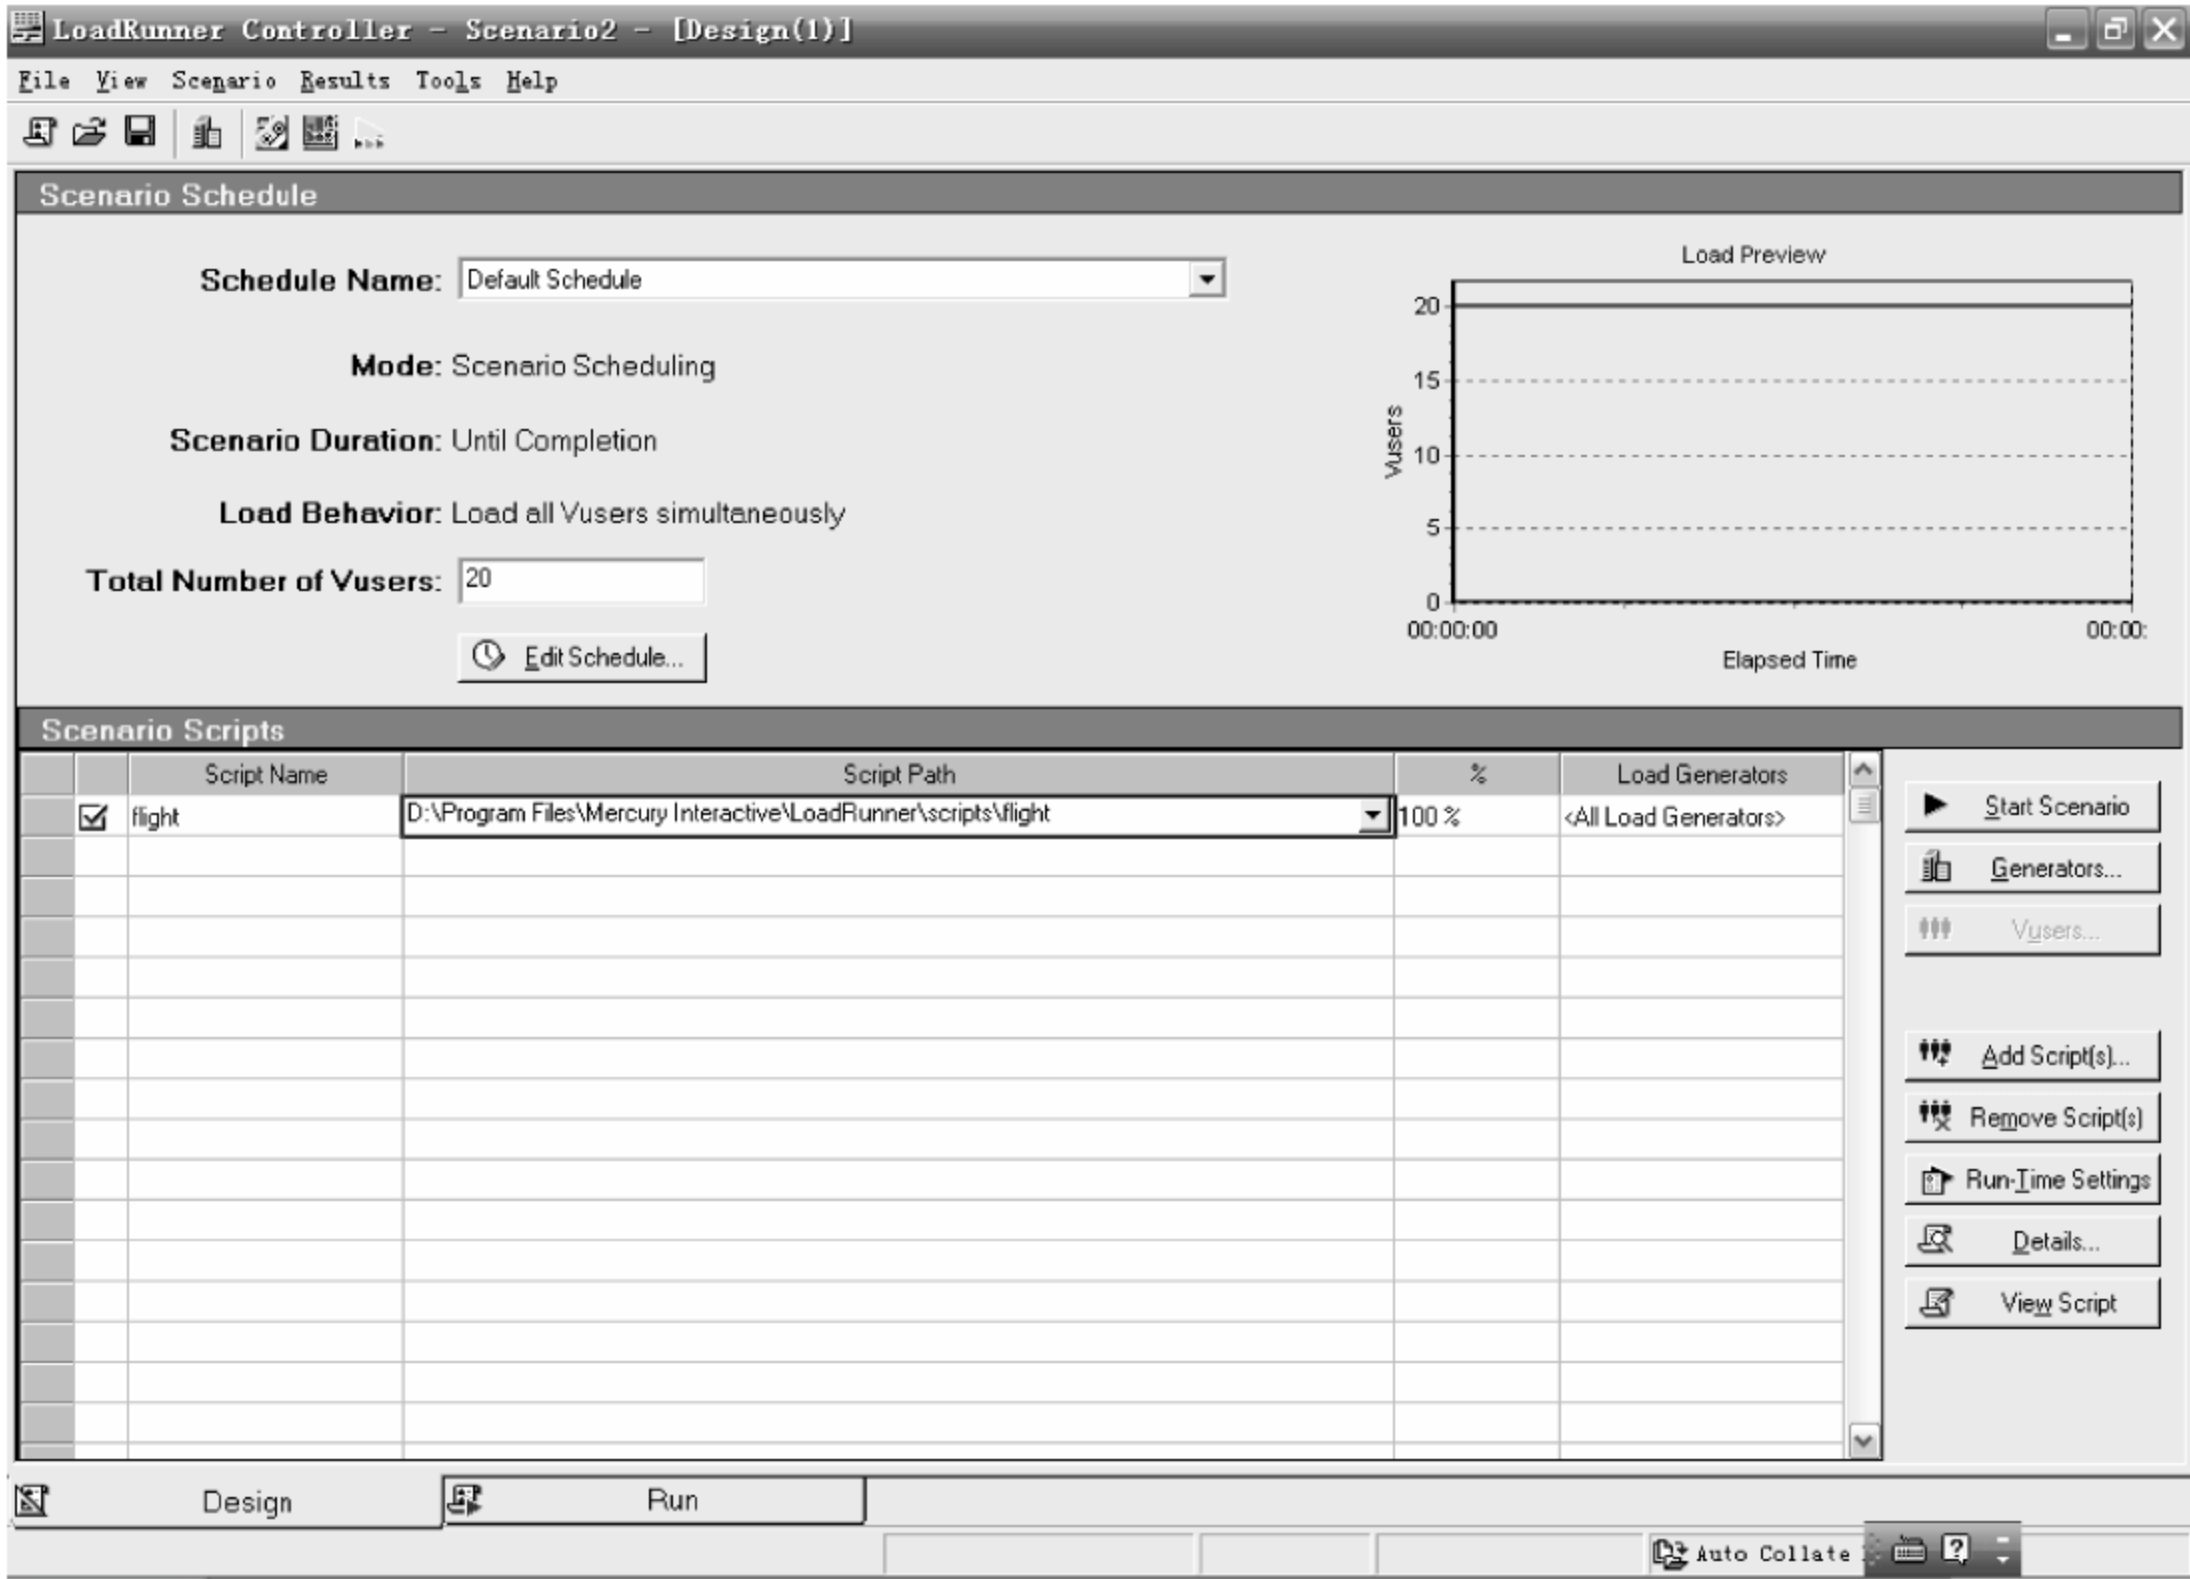 LoadRunner Controller - Scenario2 - [Design(1)]
File View Scenario Results Tools Help
Scenario Schedule
Schedule Name: Default Schedule
Mode: Scenario Scheduling
Scenario Duration: Until Completion
Load Behavior: Load all Vusers simultaneously
Total Number of Vusers: 20
Edit Schedule...
Load Preview
Vusers
20
15
10
5
0
00:00:00 00:00:
Elapsed Time
Scenario Scripts
Script Name Script Path % Load Generators
flight D:\Program Files\Mercury Interactive\LoadRunner\scripts\flight 100 % <All Load Generators>
Start Scenario
Generators...
Vusers...
Add Script(s)...
Remove Script(s)
Run-Time Settings
Details...
View Script
Design Run
Auto Collate